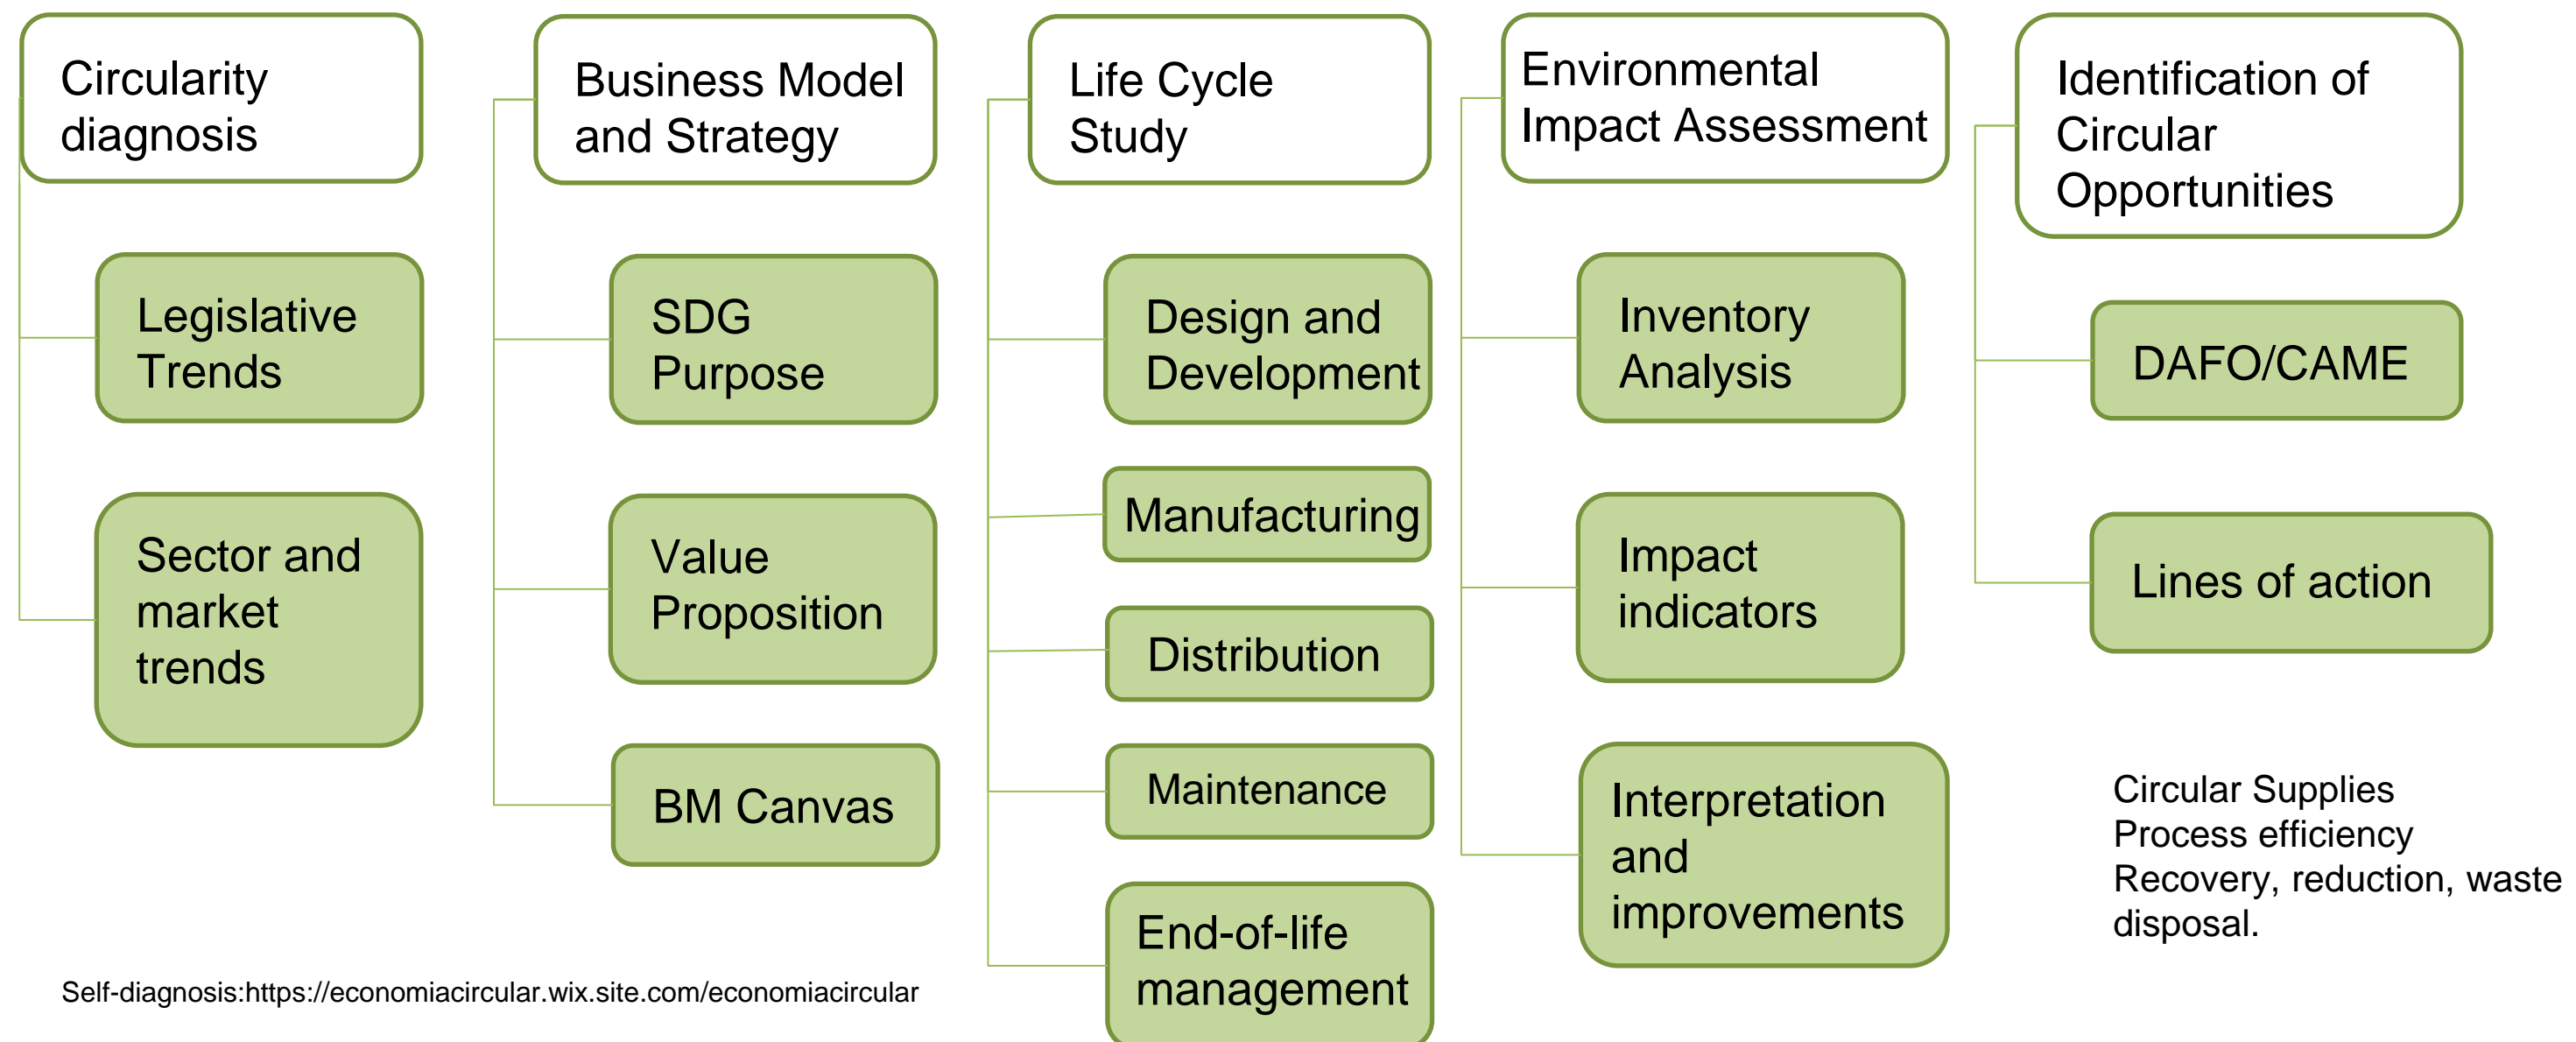 Circularity
diagnosis
Legislative
Trends
Sector and
market
trends
Business Model
and Strategy
SDG
Purpose
Value
Proposition
BM Canvas
Life Cycle
Study
Design and
Development
Manufacturing
Distribution
Maintenance
End-of-life
management
Environmental
Impact Assessment
Inventory
Analysis
Impact
indicators
Interpretation
and
improvements
Identification of
Circular
Opportunities
DAFO/CAME
Lines of action
Circular Supplies
Process efficiency
Recovery, reduction, waste
disposal.
Self-diagnosis:https://economiacircular.wix.site.com/economiacircular